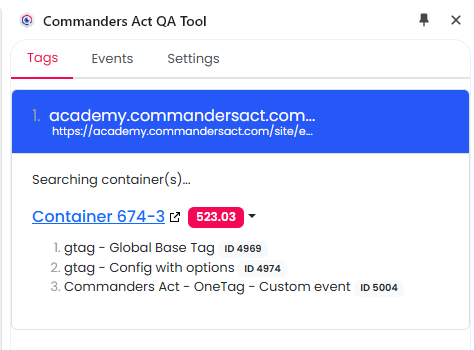 Commanders Act QA Tool
Tags Events Settings
1. academy.commandersact.com...
https://academy.commandersact.com/site/e...
Searching container(s)...
Container 674-3 523.03
1. gtag - Global Base Tag ID 4969
2. gtag - Config with options ID 4974
3. Commanders Act - OneTag - Custom event ID 5004